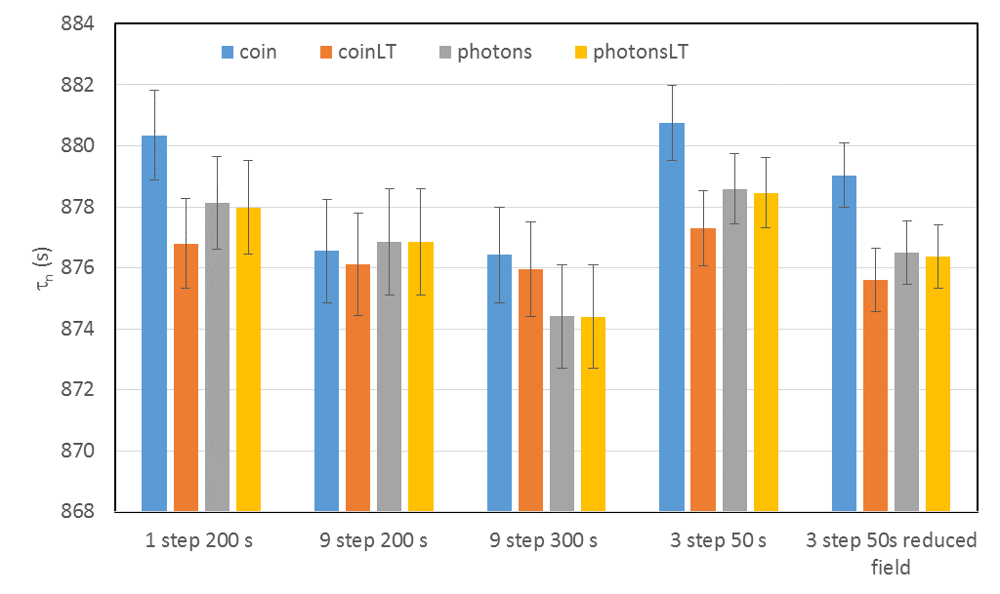 884
882
880
878
876
874
872
870
868
τn (s)
coin coinLT photons photonsLT
1 step 200 s 9 step 200 s 9 step 300 s 3 step 50 s 3 step 50s reduced
field